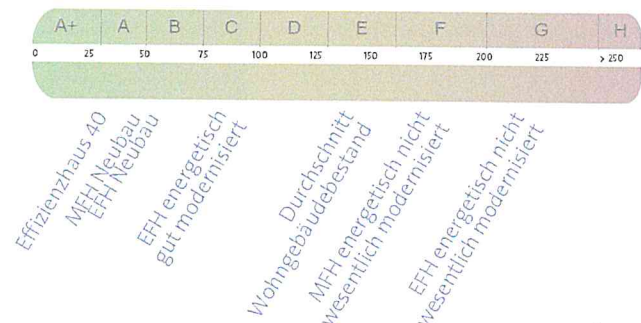 A+ A B C D E F G H
0 25 50 75 100 125 150 175 200 225 > 250
Effizienzhaus 40
MFH Neubau
EFH Neubau
EFH energetisch
gut modernisiert
Durchschnitt
Wohngebäudebestand
MFH energetisch nicht
wesentlich modernisiert
EFH energetisch nicht
wesentlich modernisiert